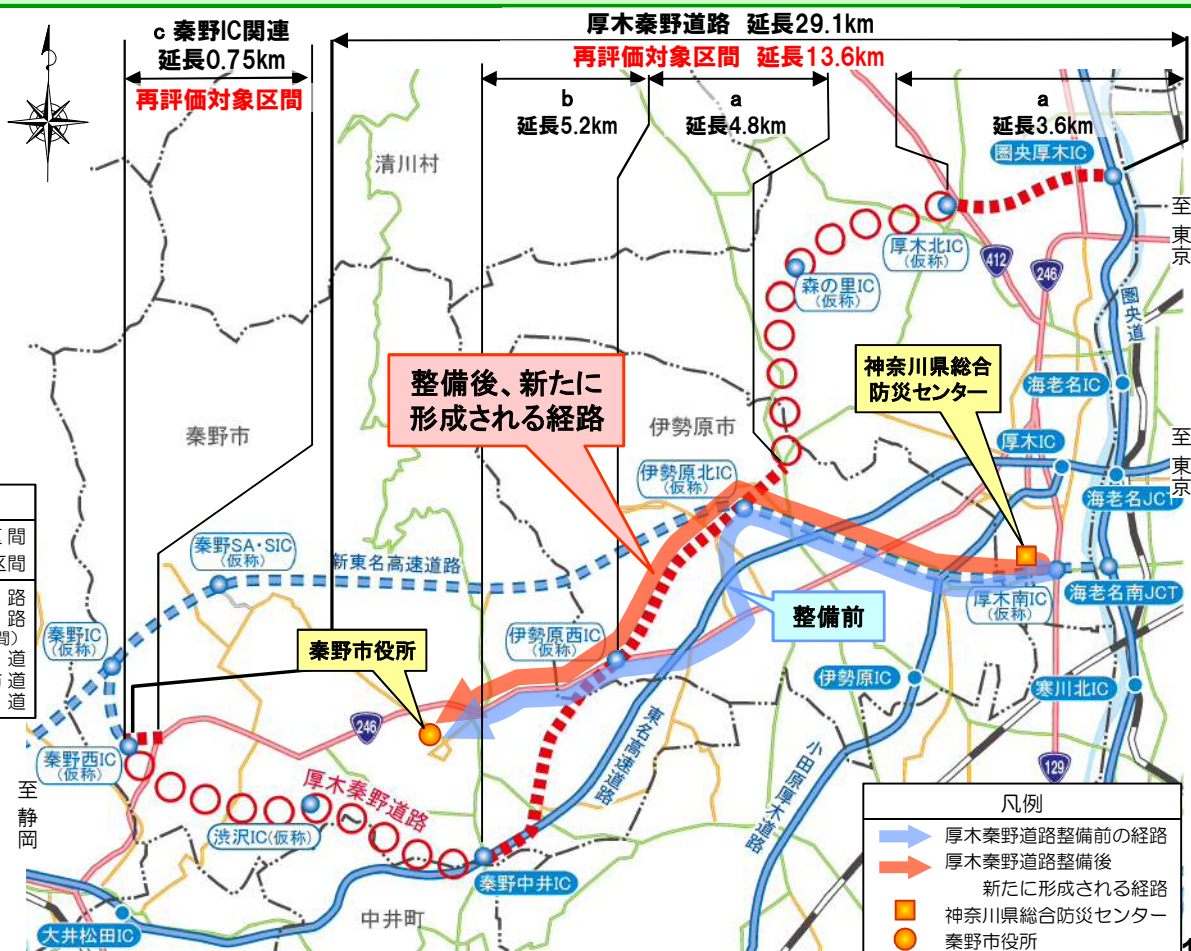 c 秦野IC関連
延長0.75km
再評価対象区間
厚木秦野道路 延長29.1km
再評価対象区間 延長13.6km
b
延長5.2km
a
延長4.8km
a
延長3.6km
清川村
圏央厚木IC
至東京
厚木北IC
(仮称)
412
246
森の里IC
(仮称)
圏央道
整備後、新たに
形成される経路
神奈川県総合
防災センター
海老名IC
秦野市
伊勢原市
厚木IC
至東京
伊勢原北IC
(仮称)
海老名JCT
区間
区間
路
路
間)
道
道
道
秦野SA・SIC
(仮称)
新東名高速道路
厚木南IC
(仮称)
海老名南JCT
整備前
秦野IC
(仮称)
伊勢原西IC
(仮称)
秦野市役所
伊勢原IC
寒川北IC
246
東名高速道路
小田原厚木道路
129
秦野西IC
(仮称)
至静岡
厚木秦野道路
渋沢IC(仮称)
秦野中井IC
中井町
大井松田IC
凡例
厚木秦野道路整備前の経路
厚木秦野道路整備後
新たに形成される経路
神奈川県総合防災センター
秦野市役所